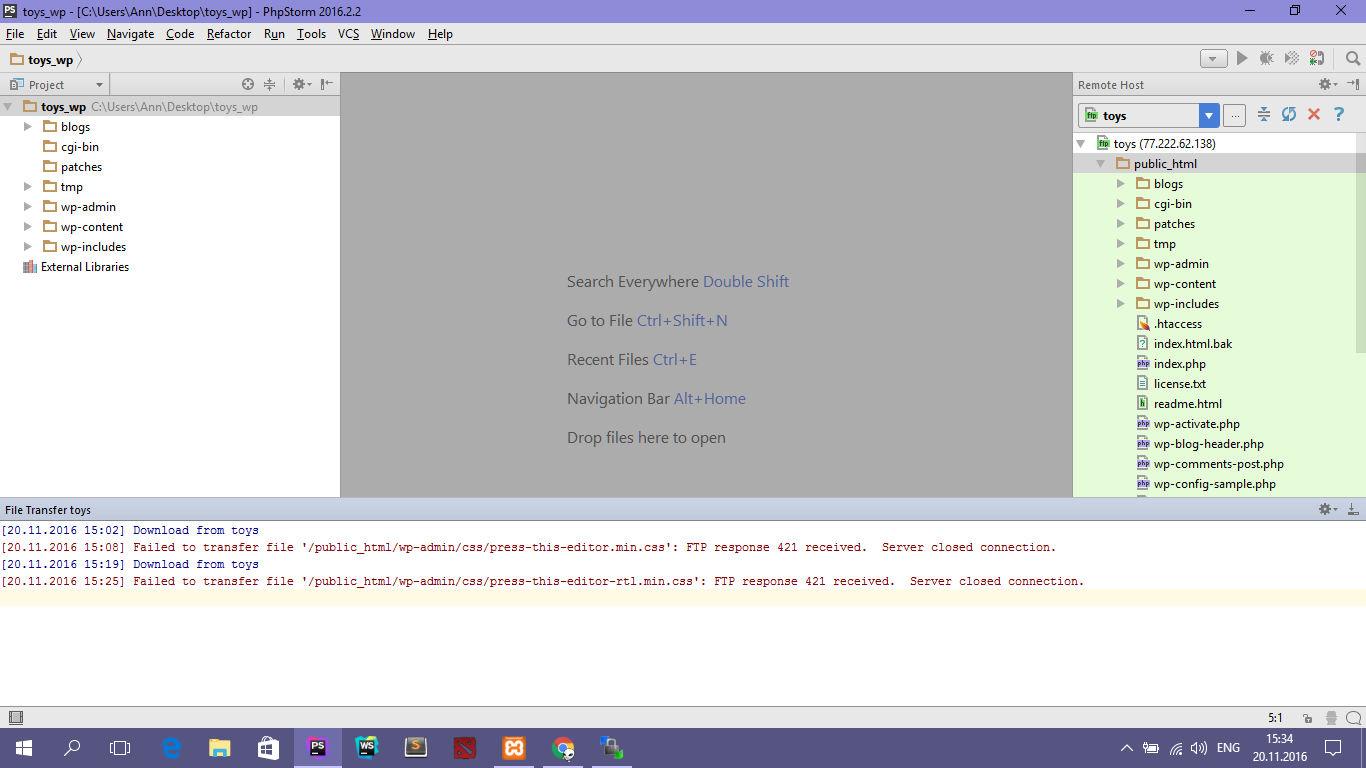 toys_wp - [C:\Users\Ann\Desktop\toys_wp] - PhpStorm 2016.2.2
File Edit View Navigate Code Refactor Run Tools VCS Window Help
toys_wp
Project
Remote Host
toys_wp C:\Users\Ann\Desktop\toys_wp
blogs
cgi-bin
patches
tmp
wp-admin
wp-content
wp-includes
External Libraries
Search Everywhere Double Shift
Go to File Ctrl+Shift+N
Recent Files Ctrl+E
Navigation Bar Alt+Home
Drop files here to open
toys
toys (77.222.62.138)
public_html
blogs
cgi-bin
patches
tmp
wp-admin
wp-content
wp-includes
.htaccess
index.html.bak
index.php
license.txt
readme.html
wp-activate.php
wp-blog-header.php
wp-comments-post.php
wp-config-sample.php
File Transfer toys
[20.11.2016 15:02] Download from toys
[20.11.2016 15:08] Failed to transfer file '/public_html/wp-admin/css/press-this-editor.min.css': FTP response 421 received.  Server closed connection.
[20.11.2016 15:19] Download from toys
[20.11.2016 15:25] Failed to transfer file '/public_html/wp-admin/css/press-this-editor-rtl.min.css': FTP response 421 received.  Server closed connection.
5:1
ENG
15:34
20.11.2016